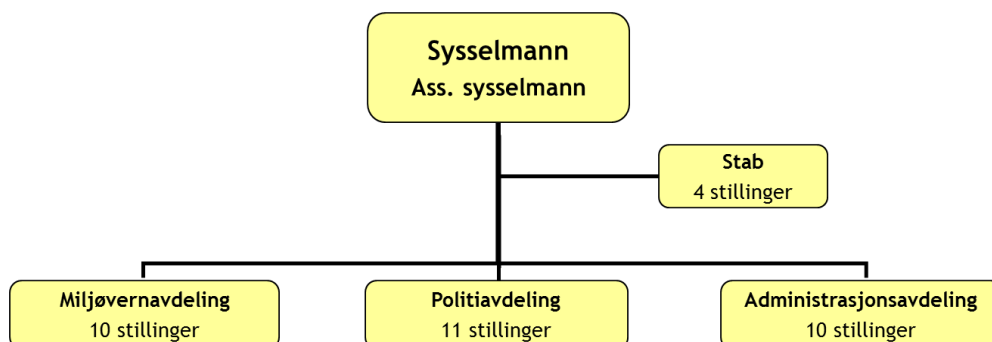 Sysselmann
Ass. sysselmann
Stab
4 stillinger
Miljøvernavdeling
10 stillinger
Politiavdeling
11 stillinger
Administrasjonsavdeling
10 stillinger